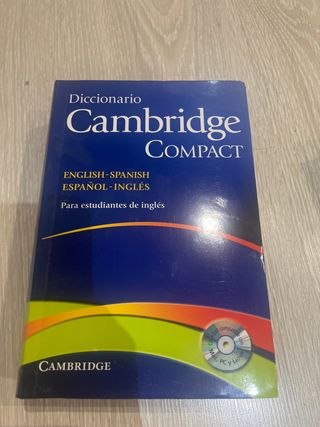 Diccionario
Cambridge
COMPACT
ENGLISH-SPANISH
ESPAÑOL-INGLÉS
Para estudiantes de inglés
CAMBRIDGE